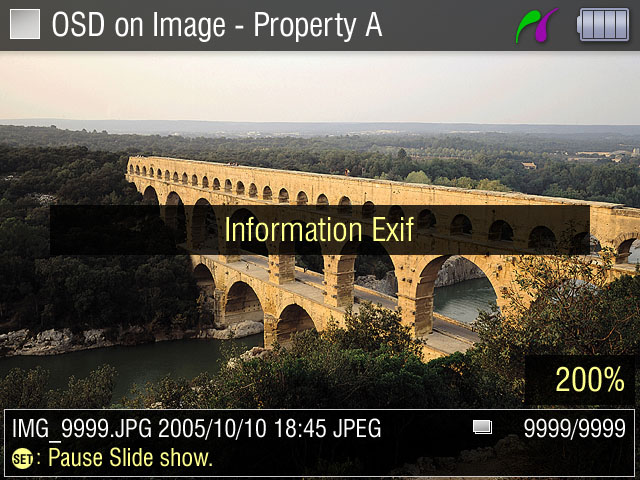 OSD on Image - Property A
Information Exif
200%
IMG_9999.JPG 2005/10/10 18:45 JPEG 9999/9999
SET: Pause Slide show.